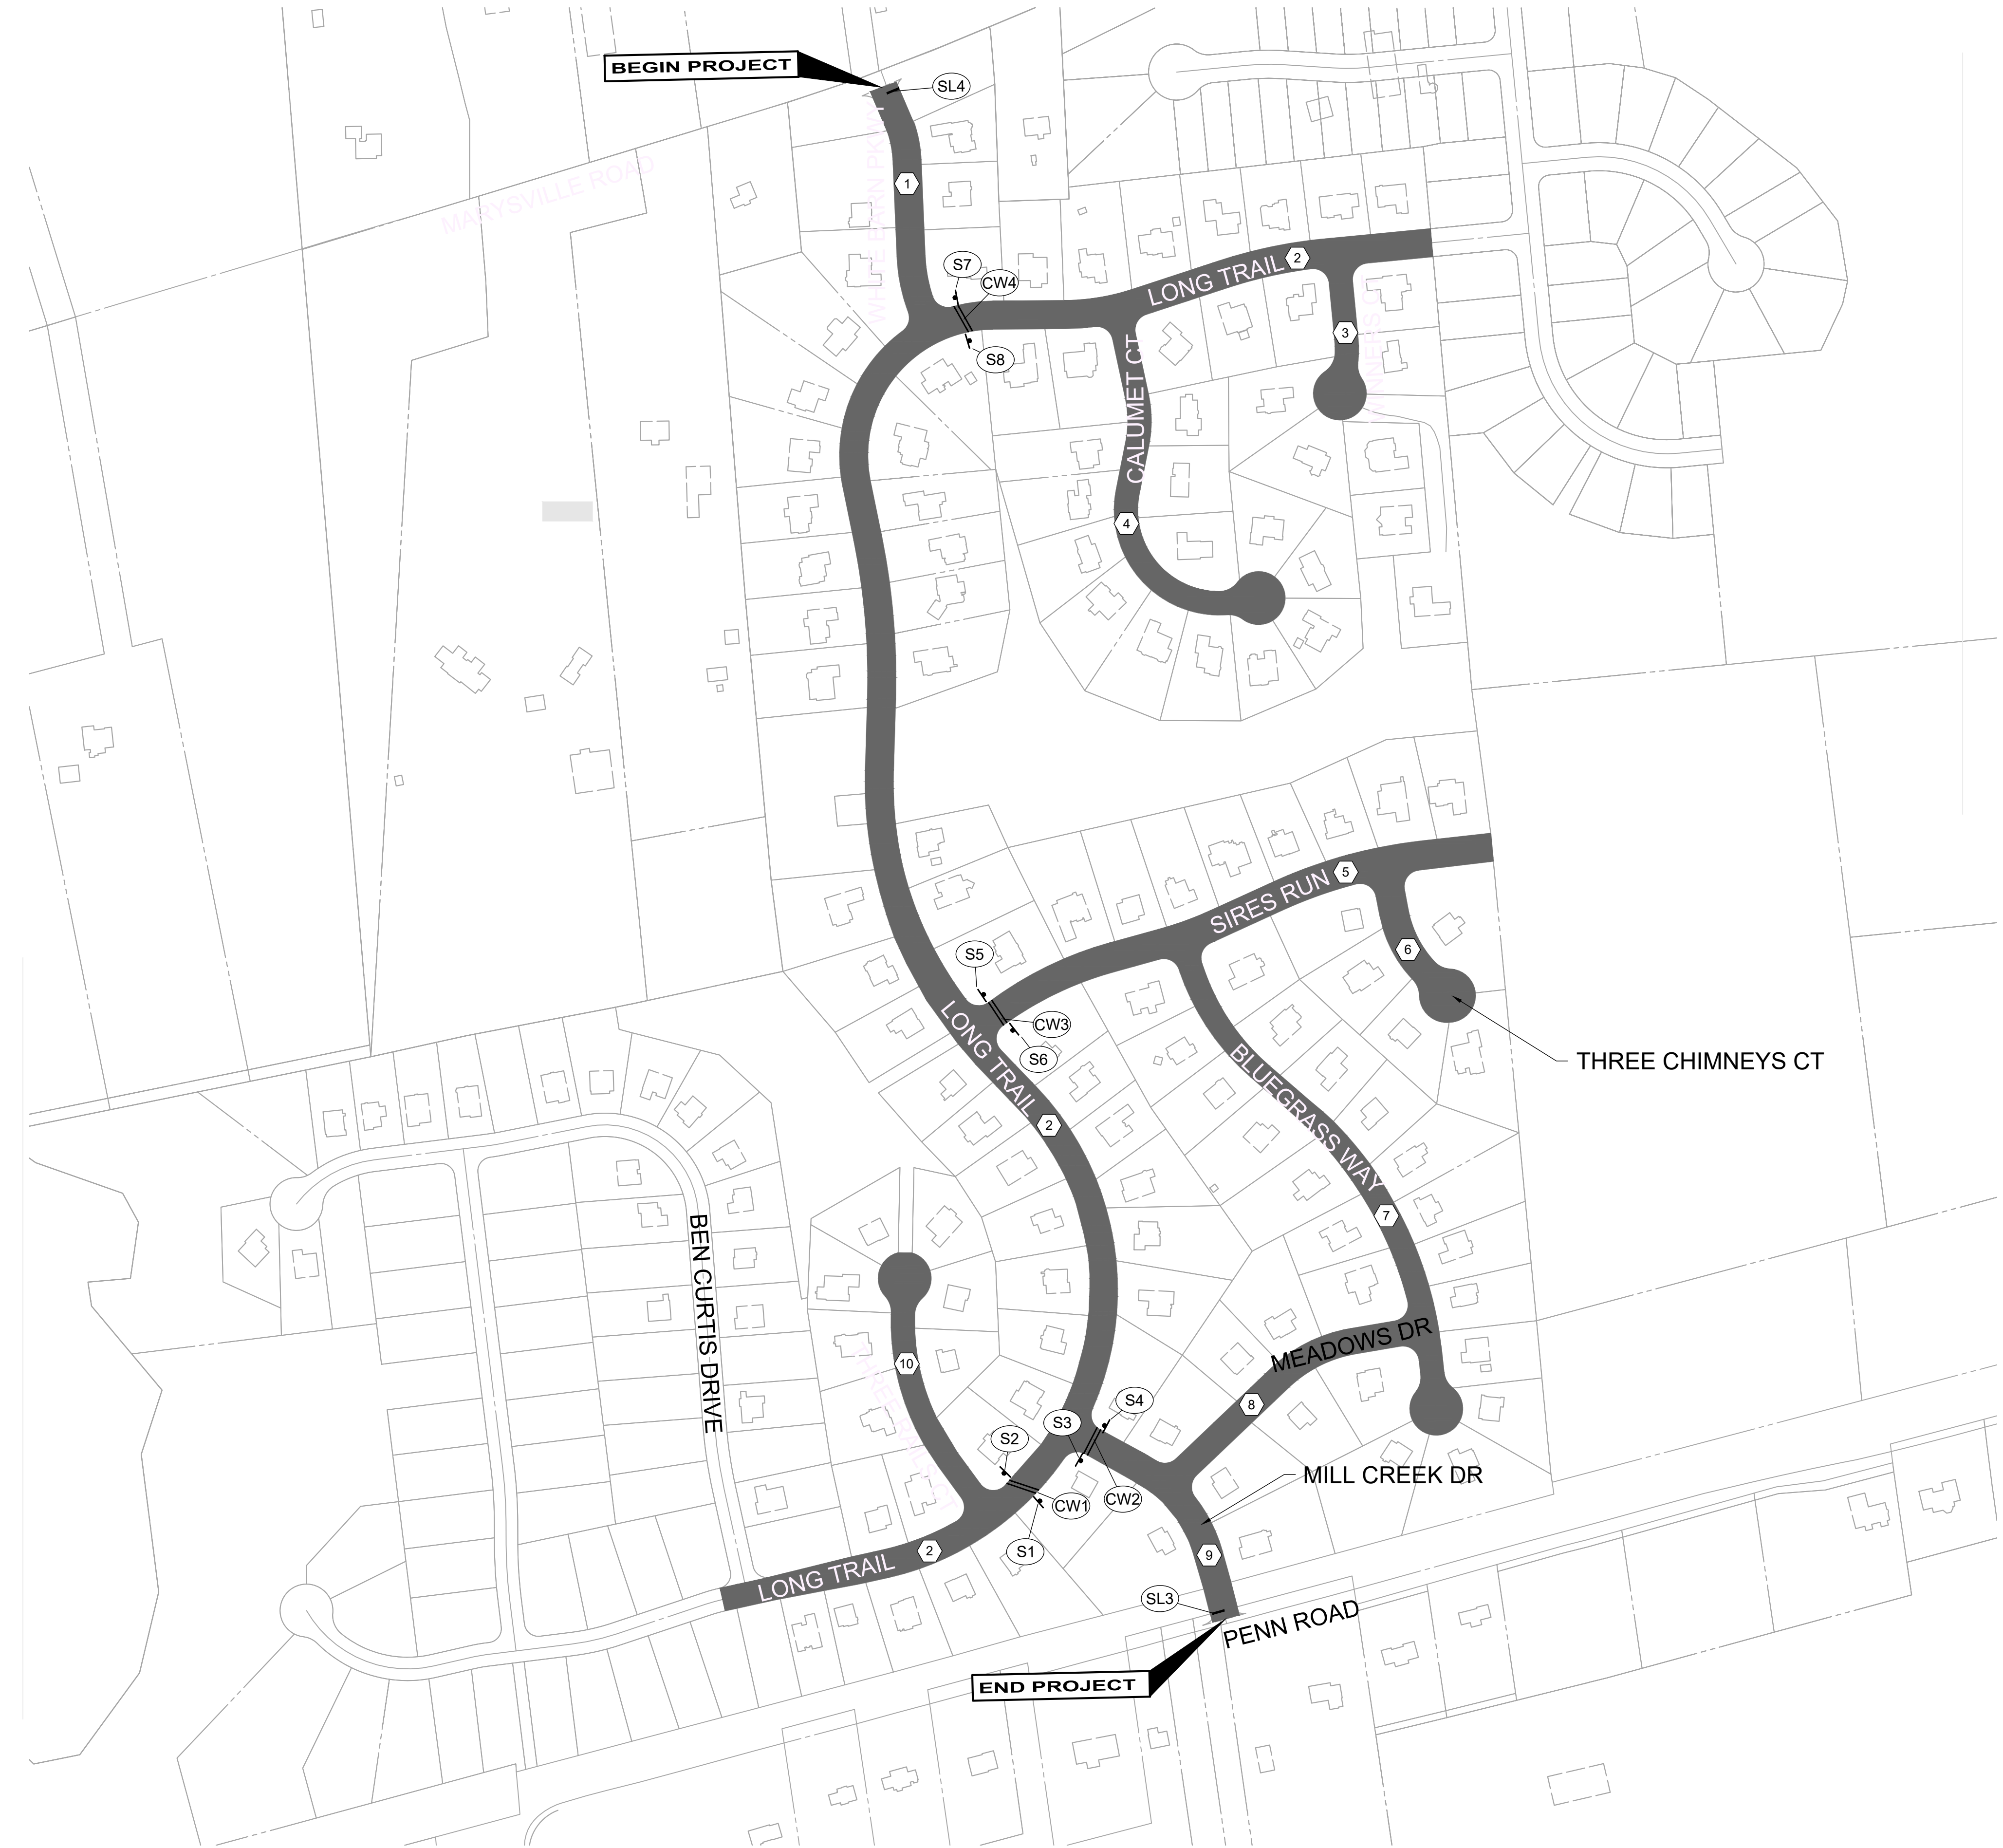 BEGIN PROJECT
SL4
MARYSVILLE ROAD
1
S7
CW4
S8
LONG TRAIL
2
3
CALUMET CT
4
SIRES RUN
5
6
S5
CW3
S6
THREE CHIMNEYS CT
LONG TRAIL
2
BLUEGRASS WAY
7
BEN CURTIS DRIVE
MEADOWS DR
10
8
S4
S3
S2
CW1
CW2
MILL CREEK DR
S1
LONG TRAIL
2
9
SL3
PENN ROAD
END PROJECT